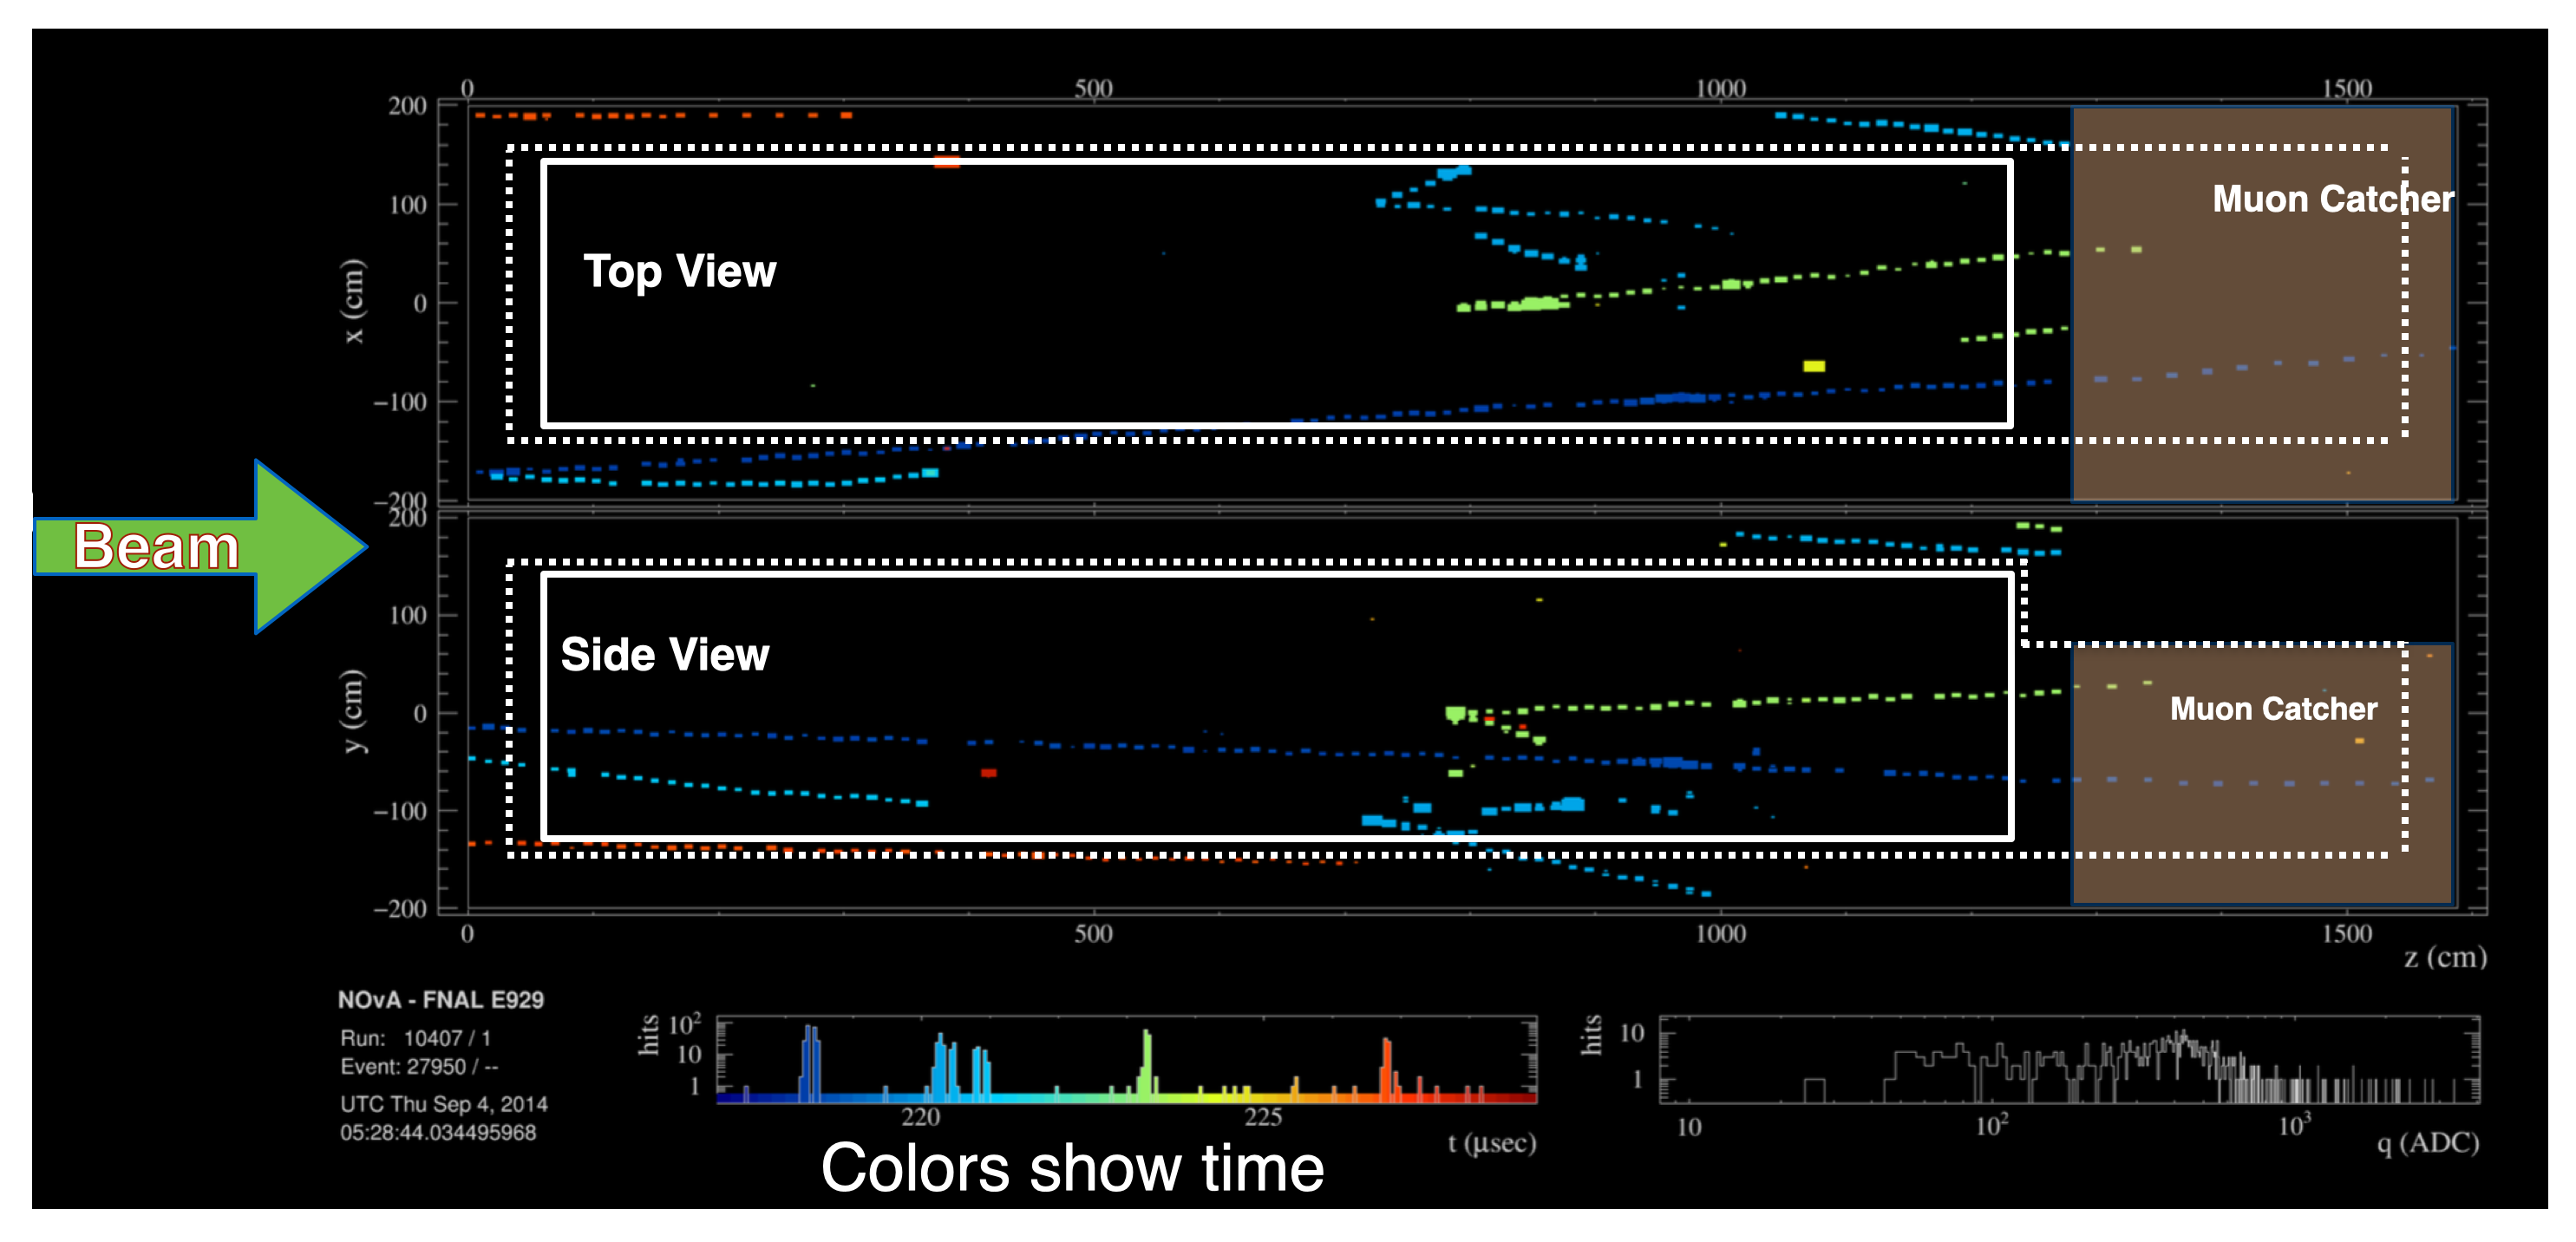 0 500 1000 1500
200
100
0
−100
−200
x (cm)
Top View
Muon Catcher
Beam
200
100
0
−100
−200
y (cm)
Side View
Muon Catcher
0 500 1000 1500
z (cm)
NOvA - FNAL E929
Run: 10407 / 1
Event: 27950 / --
UTC Thu Sep 4, 2014
05:28:44.034495968
hits
10²
10
1
220 225
t (μsec)
Colors show time
hits
10
1
10 10² 10³
q (ADC)